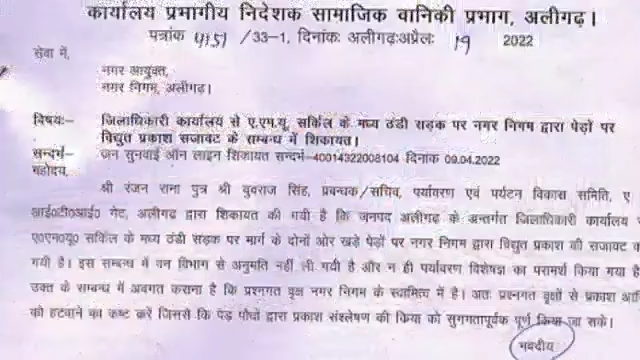 कार्यालय प्रभागीय निदेशक सामाजिक वानिकी प्रभाग, अलीगढ़।
पत्रांक 4151 /33-1, दिनांकः अलीगढ़ःअप्रैलः 19 2022
सेवा में,
नगर आयुक्त,
नगर निगम, अलीगढ़।
विषयः- जिलाधिकारी कार्यालय से ए.एम.यू. सर्किल के मध्य ठंडी सड़क पर नगर निगम द्वारा पेड़ों पर
विद्युत प्रकाश सजावट के सम्बन्ध में शिकायत।
सन्दर्भ- जन सुनवाई ऑन लाइन शिकायत सन्दर्भ-40014322008104 दिनांक 09.04.2022
महोदय,
श्री रंजन राना पुत्र श्री युवराज सिंह, प्रबन्धक/सचिव, पर्यावरण एवं पर्यटन विकास समिति, ए
आई०टी०आई० गेट, अलीगढ़ द्वारा शिकायत की गयी है कि जनपद अलीगढ़ के अन्तर्गत जिलाधिकारी कार्यालय
ए०एम०यू० सर्किल के मध्य ठंडी सड़क पर मार्ग के दोनों ओर खड़े पेड़ों पर नगर निगम द्वारा विद्युत प्रकाश की सजावट
गयी है। इस सम्बन्ध में वन विभाग से अनुमति नहीं ली गयी है और न ही पर्यावरण विशेषज्ञ का परामर्श किया गया है
उक्त के सम्बन्ध में अवगत कराना है कि प्रश्नगत वृक्ष नगर निगम के स्वामित्व में है। अतः प्रश्नगत वृक्षों से प्रकाश आदि
को हटवाने का कष्ट करें जिससे कि पेड़ पौधों द्वारा प्रकाश संश्लेषण की किया को सुगमतापूर्वक पूर्ण किया जा सके।
भवदीय